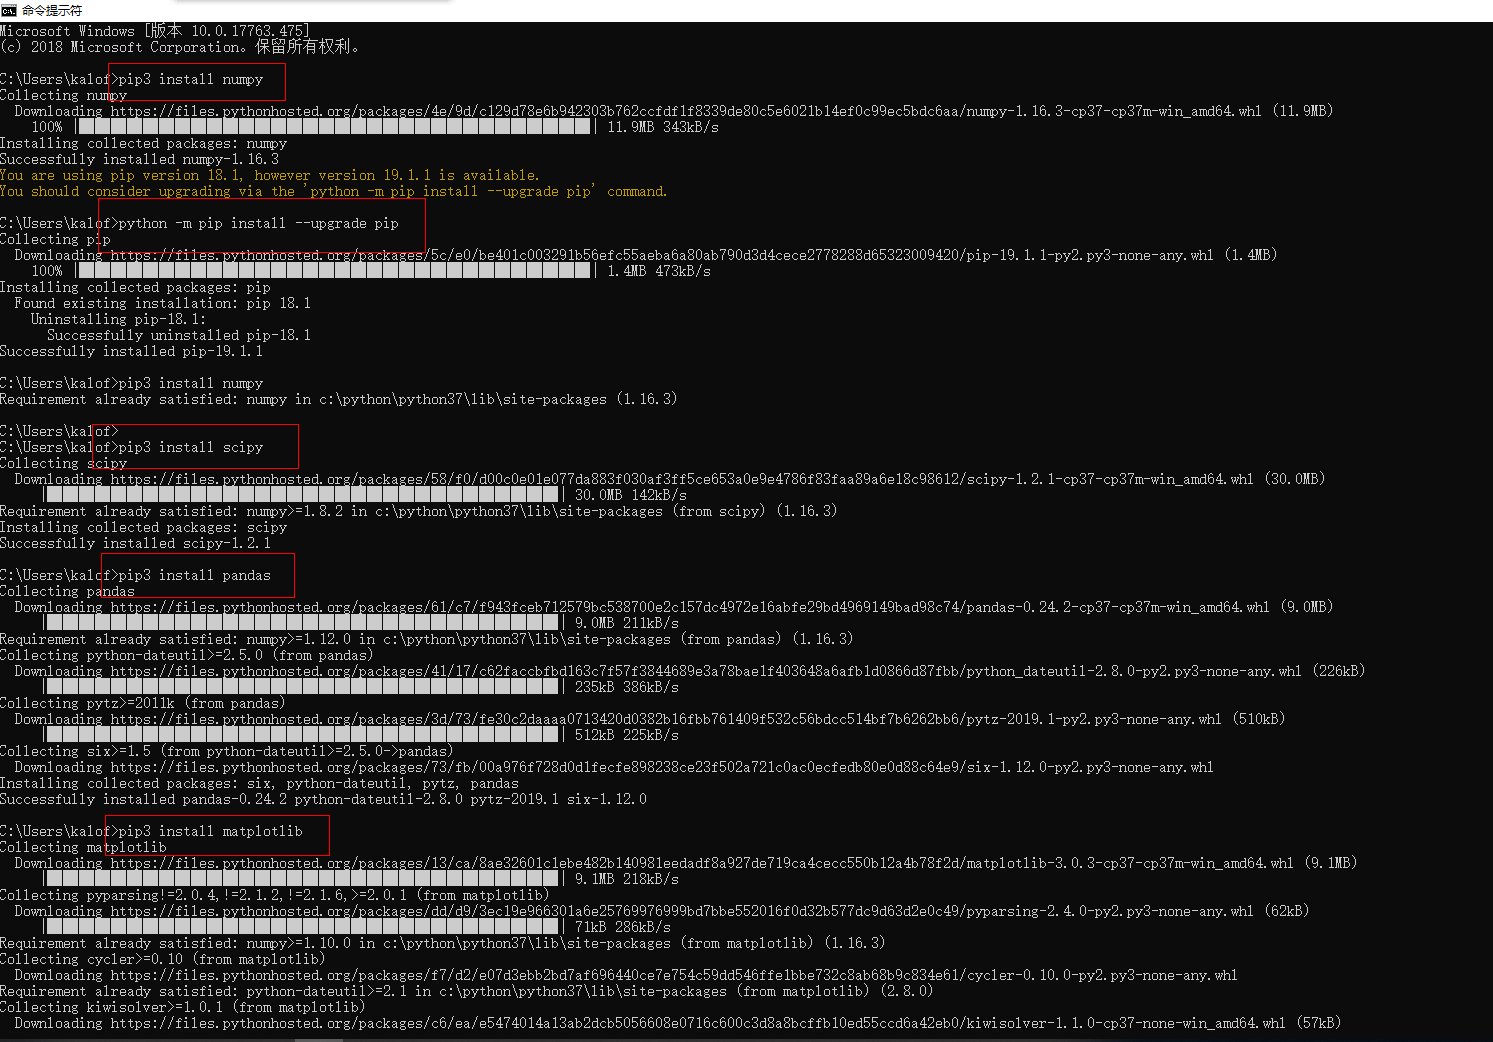 命令提示符
Microsoft Windows [版本 10.0.17763.475]
(c) 2018 Microsoft Corporation。保留所有权利。
C:\Users\kalof>pip3 install numpy
Collecting numpy
Downloading https://files.pythonhosted.org/packages/4e/9d/c129d78e6b942303b762ccfdf1f8339de80c5e6021b14ef0c99ec5bdc6aa/numpy-1.16.3-cp37-cp37m-win_amd64.whl (11.9MB)
100% | | 11.9MB 343kB/s
Installing collected packages: numpy
Successfully installed numpy-1.16.3
You are using pip version 18.1, however version 19.1.1 is available.
You should consider upgrading via the 'python -m pip install --upgrade pip' command.
C:\Users\kalof>python -m pip install --upgrade pip
Collecting pip
Downloading https://files.pythonhosted.org/packages/5c/e0/be401c003291b56efc55aeba6a80ab790d3d4cece2778288d65323009420/pip-19.1.1-py2.py3-none-any.whl (1.4MB)
100% | | 1.4MB 473kB/s
Installing collected packages: pip
Found existing installation: pip 18.1
Uninstalling pip-18.1:
Successfully uninstalled pip-18.1
Successfully installed pip-19.1.1
C:\Users\kalof>pip3 install numpy
Requirement already satisfied: numpy in c:\python\python37\lib\site-packages (1.16.3)
C:\Users\kalof>
C:\Users\kalof>pip3 install scipy
Collecting scipy
Downloading https://files.pythonhosted.org/packages/58/f0/d00c0e01e077da883f030af3ff5ce653a0e9e4786f83faa89a6e18c98612/scipy-1.2.1-cp37-cp37m-win_amd64.whl (30.0MB)
| | 30.0MB 142kB/s
Requirement already satisfied: numpy>=1.8.2 in c:\python\python37\lib\site-packages (from scipy) (1.16.3)
Installing collected packages: scipy
Successfully installed scipy-1.2.1
C:\Users\kalof>pip3 install pandas
Collecting pandas
Downloading https://files.pythonhosted.org/packages/61/c7/f943fceb712579bc538700e2c157dc4972e16abfe29bd4969149bad98c74/pandas-0.24.2-cp37-cp37m-win_amd64.whl (9.0MB)
| | 9.0MB 211kB/s
Requirement already satisfied: numpy>=1.12.0 in c:\python\python37\lib\site-packages (from pandas) (1.16.3)
Collecting python-dateutil>=2.5.0 (from pandas)
Downloading https://files.pythonhosted.org/packages/41/17/c62faccbfbd163c7f57f3844689e3a78bae1f403648a6afb1d0866d87fbb/python_dateutil-2.8.0-py2.py3-none-any.whl (226kB)
| | 235kB 386kB/s
Collecting pytz>=2011k (from pandas)
Downloading https://files.pythonhosted.org/packages/3d/73/fe30c2daaaa0713420d0382b16fbb761409f532c56bdcc514bf7b6262bb6/pytz-2019.1-py2.py3-none-any.whl (510kB)
| | 512kB 225kB/s
Collecting six>=1.5 (from python-dateutil>=2.5.0->pandas)
Downloading https://files.pythonhosted.org/packages/73/fb/00a976f728d0d1fecfe898238ce23f502a721c0ac0ecfedb80e0d88c64e9/six-1.12.0-py2.py3-none-any.whl
Installing collected packages: six, python-dateutil, pytz, pandas
Successfully installed pandas-0.24.2 python-dateutil-2.8.0 pytz-2019.1 six-1.12.0
C:\Users\kalof>pip3 install matplotlib
Collecting matplotlib
Downloading https://files.pythonhosted.org/packages/13/ca/8ae32601c1ebe482b140981eedadf8a927de719ca4cecc550b12a4b78f2d/matplotlib-3.0.3-cp37-cp37m-win_amd64.whl (9.1MB)
| | 9.1MB 218kB/s
Collecting pyparsing!=2.0.4,!=2.1.2,!=2.1.6,>=2.0.1 (from matplotlib)
Downloading https://files.pythonhosted.org/packages/dd/d9/3ec19e966301a6e25769976999bd7bbe552016f0d32b577dc9d63d2e0c49/pyparsing-2.4.0-py2.py3-none-any.whl (62kB)
| | 71kB 286kB/s
Requirement already satisfied: numpy>=1.10.0 in c:\python\python37\lib\site-packages (from matplotlib) (1.16.3)
Collecting cycler>=0.10 (from matplotlib)
Downloading https://files.pythonhosted.org/packages/f7/d2/e07d3ebb2bd7af696440ce7e754c59dd546ffe1bbe732c8ab68b9c834e61/cycler-0.10.0-py2.py3-none-any.whl
Requirement already satisfied: python-dateutil>=2.1 in c:\python\python37\lib\site-packages (from matplotlib) (2.8.0)
Collecting kiwisolver>=1.0.1 (from matplotlib)
Downloading https://files.pythonhosted.org/packages/c6/ea/e5474014a13ab2dcb5056608e0716c600c3d8a8bcffb10ed55ccd6a42eb0/kiwisolver-1.1.0-cp37-none-win_amd64.whl (57kB)